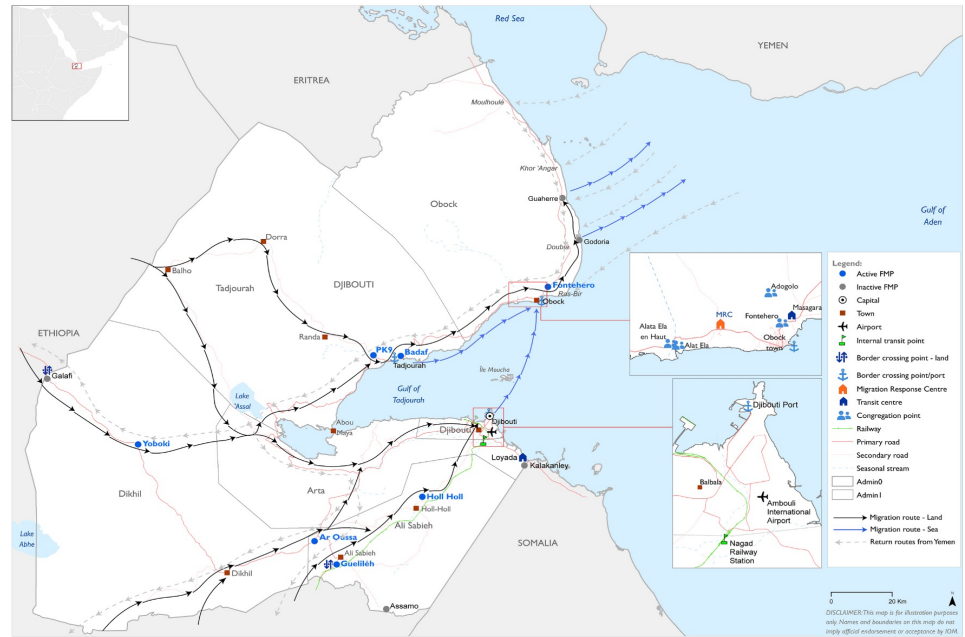 Red Sea
YEMEN
ERITREA
Moulhoulé
Khor 'Angar
Obock
Guaherre
Gulf of
Aden
Godoria
Doubie
Dorra
Balho
Tadjourah
DJIBOUTI
Fontehero
Ras-Bir
Obock
ETHIOPIA
Randa
PK9
Badaf
Tadjourah
Île Moucha
Galafi
Gulf of
Tadjourah
Lake
'Assal
Abou
Maya
Djibouti
Djibouti
Yoboki
Loyada
Kalakanley
Dikhil
Arta
Holl Holl
Holl-Holl
Ali Sabieh
Lake
Abhe
Ar Oussa
Ali Sabieh
Gueliléh
SOMALIA
Dikhil
Assamo
Adogolo
MRC
Fontehero
Masagara
Alata Ela
en Haut
Alat Ela
Obock
town
Djibouti Port
Balbala
Ambouli
International
Airport
Nagad
Railway
Station
Legend:
Active FMP
Inactive FMP
Capital
Town
Airport
Internal transit point
Border crossing point - land
Border crossing point/port
Migration Response Centre
Transit centre
Congregation point
Railway
Primary road
Secondary road
Seasonal stream
Admin0
Admin1
Migration route - Land
Migration route - Sea
Return routes from Yemen
0 20 Km
N
DISCLAIMER: This map is for illustration purposes
only. Names and boundaries on this map do not
imply official endorsement or acceptance by IOM.